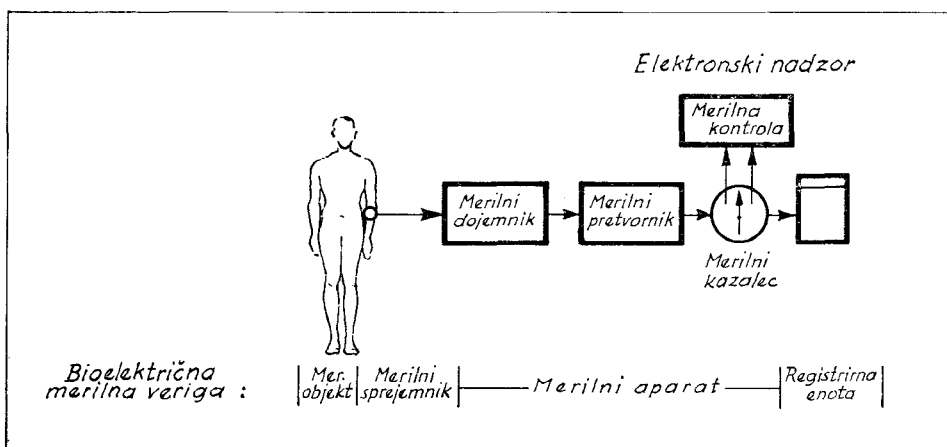 Elektronski nadzor
Merilna
kontrola
Merilni
dojemnik
Merilni
pretvornik
Merilni
kazalec
Bioelektrična
merilna veriga :
Mer.
objekt
Merilni
sprejemnik
Merilni aparat
Registrirna
enota